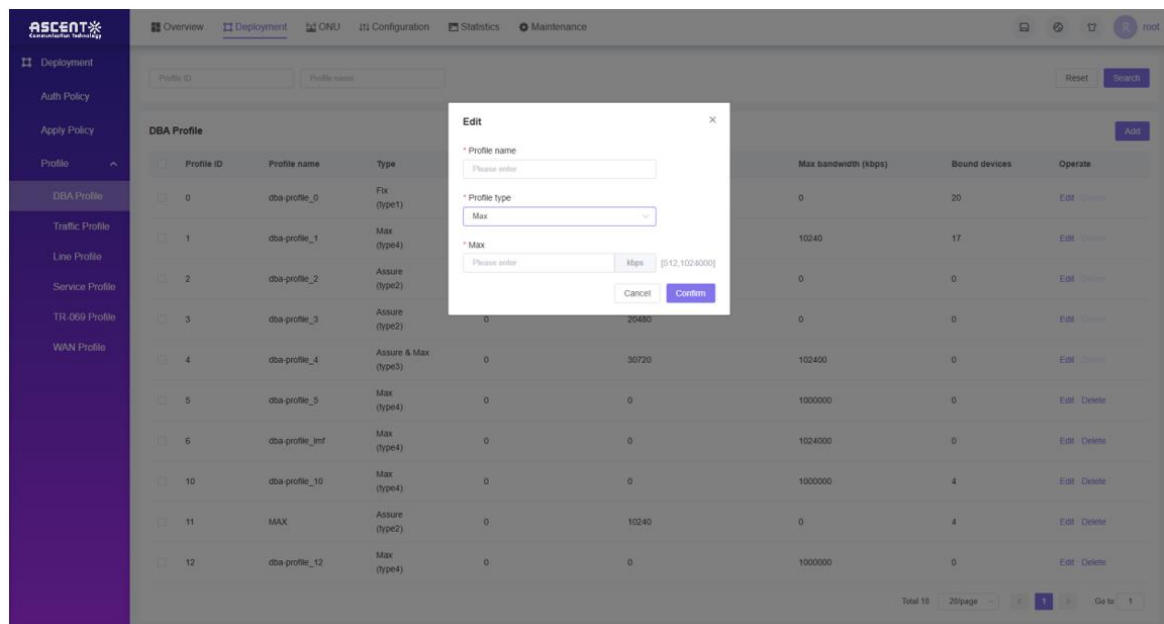 ASCENT
Communication Technology
Overview Deployment ONU Configuration Statistics Maintenance root
Deployment
Auth Policy
Apply Policy
Profile
DBA Profile
Traffic Profile
Line Profile
Service Profile
TR-069 Profile
WAN Profile
Profile ID Profile name Reset Search
DBA Profile Add
Profile ID Profile name Type Max bandwidth (kbps) Bound devices Operate
0 dba-profile_0 Fix (type1) 0 20 Edit Delete
1 dba-profile_1 Max (type4) 10240 17 Edit Delete
2 dba-profile_2 Assure (type2) 0 0 Edit Delete
3 dba-profile_3 Assure (type2) 0 20480 0 0 Edit Delete
4 dba-profile_4 Assure & Max (type3) 0 30720 102400 0 Edit Delete
5 dba-profile_5 Max (type4) 0 0 1000000 0 Edit Delete
6 dba-profile_lmf Max (type4) 0 0 1024000 0 Edit Delete
10 dba-profile_10 Max (type4) 0 0 1000000 4 Edit Delete
11 MAX Assure (type2) 0 10240 0 4 Edit Delete
12 dba-profile_12 Max (type4) 0 0 1000000 0 Edit Delete
Total 18 20/page 1 Go to 1
Edit
* Profile name
Please enter
* Profile type
Max
* Max
Please enter kbps [512,1024000]
Cancel Confirm